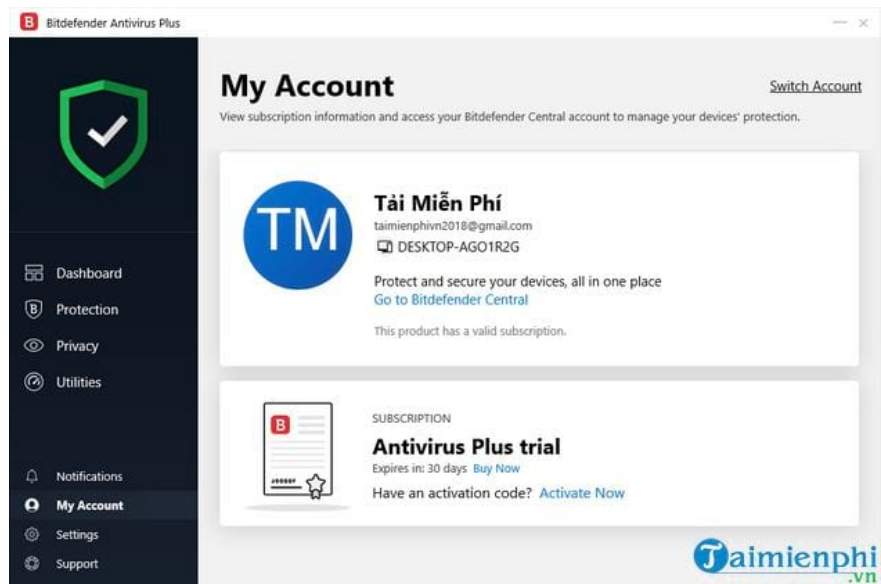 B Bitdefender Antivirus Plus
My Account
Switch Account
View subscription information and access your Bitdefender Central account to manage your devices' protection.
TM
Tải Miễn Phí
taimienphivn2018@gmail.com
DESKTOP-AGO1R2G
Protect and secure your devices, all in one place
Go to Bitdefender Central
This product has a valid subscription.
Dashboard
B Protection
Privacy
Utilities
B
SUBSCRIPTION
Antivirus Plus trial
Expires in: 30 days Buy Now
Have an activation code? Activate Now
Notifications
My Account
Settings
Support
Taimienphi
.vn